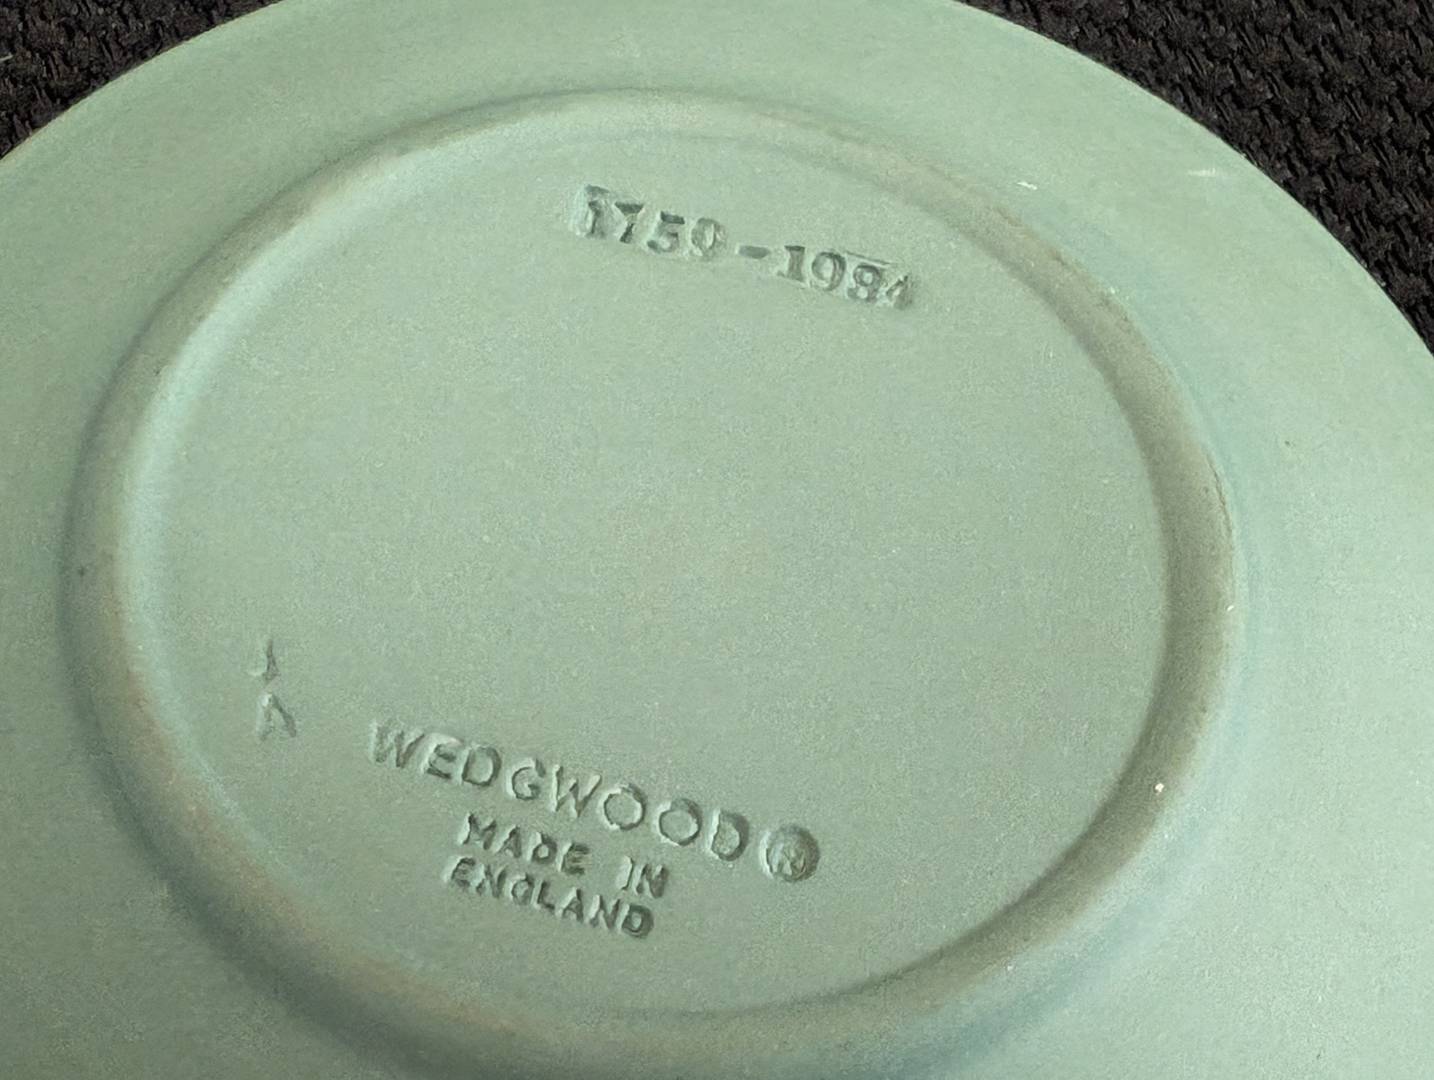 1759-1984
J
A
WEDGWOOD®
MADE IN
ENGLAND